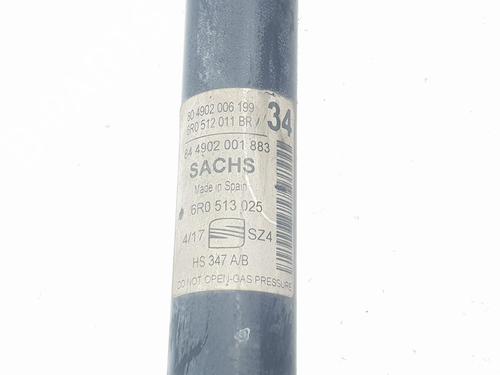 80 4902 006 199
6R0 512 011 BR /
34
84 4902 001 883
SACHS
Made in Spain
6R0 513 025
4/17 SZ4
HS 347 A/B
DO NOT OPEN-GAS PRESSURE